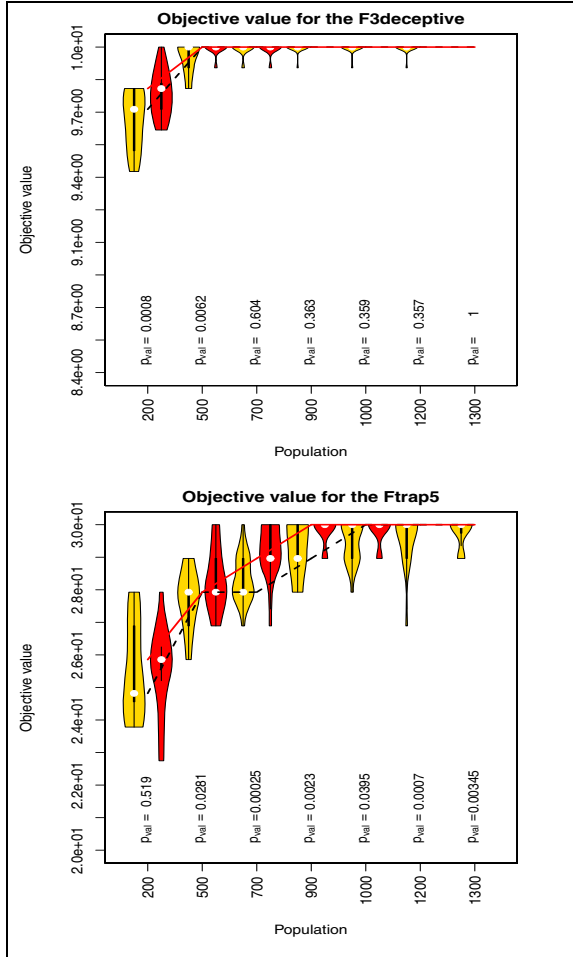 Objective value for the F3deceptive
Objective value
1.0e+01
9.7e+00
9.4e+00
9.1e+00
8.7e+00
8.4e+00
pval = 0.0008
pval = 0.0062
pval = 0.604
pval = 0.363
pval = 0.359
pval = 0.357
pval = 1
200
500
700
900
1000
1200
1300
Population
Objective value for the Ftrap5
Objective value
3.0e+01
2.8e+01
2.6e+01
2.4e+01
2.2e+01
2.0e+01
pval = 0.519
pval = 0.0281
pval =0.00025
pval = 0.0023
pval = 0.0395
pval = 0.0007
pval =0.00345
200
500
700
900
1000
1200
1300
Population